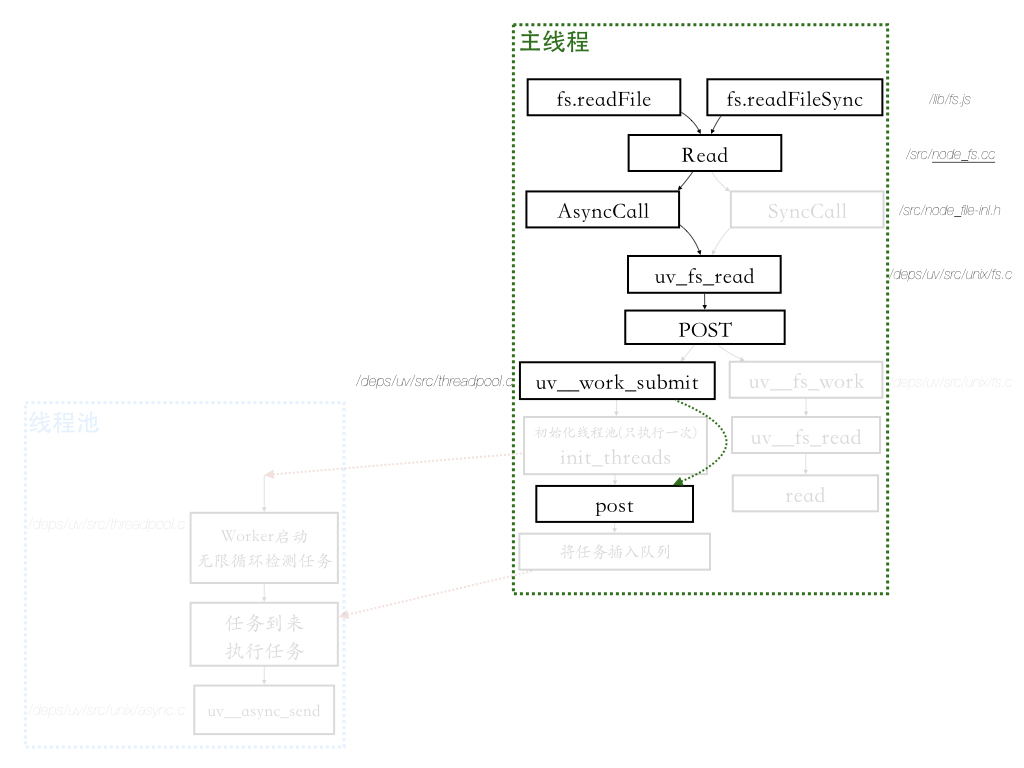 主线程
fs.readFile
fs.readFileSync
/lib/fs.js
Read
/src/node_fs.cc
AsyncCall
SyncCall
/src/node_file-inl.h
uv_fs_read
/deps/uv/src/unix/fs.c
POST
/deps/uv/src/threadpool.c
uv__work_submit
uv__fs_work
/deps/uv/src/unix/fs.c
线程池
初始化线程池(只执行一次)
init_threads
uv__fs_read
read
post
/deps/uv/src/threadpool.c
Worker启动
无限循环检测任务
将任务插入队列
任务到来
执行任务
/deps/uv/src/unix/async.c
uv__async_send